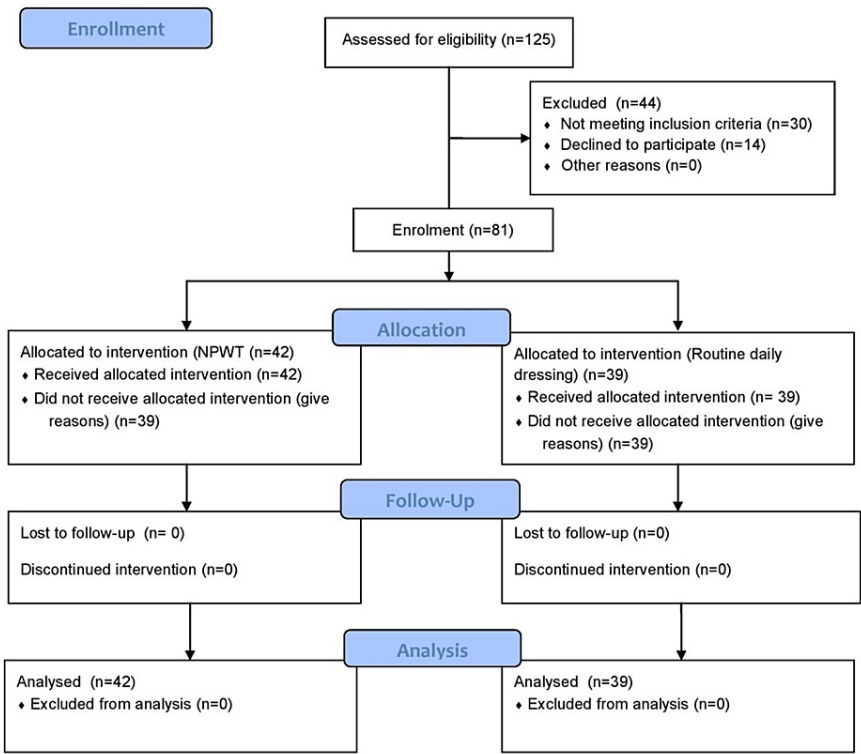 Enrollment
Assessed for eligibility (n=125)
Excluded (n=44)
♦ Not meeting inclusion criteria (n=30)
♦ Declined to participate (n=14)
♦ Other reasons (n=0)
Enrolment (n=81)
Allocation
Allocated to intervention (NPWT (n=42)
♦ Received allocated intervention (n=42)
♦ Did not receive allocated intervention (give
reasons) (n=39)
Allocated to intervention (Routine daily
dressing) (n=39)
♦ Received allocated intervention (n= 39)
♦ Did not receive allocated intervention (give
reasons) (n=39)
Follow-Up
Lost to follow-up (n= 0)
Discontinued intervention (n=0)
Lost to follow-up (n=0)
Discontinued intervention (n=0)
Analysis
Analysed (n=42)
♦ Excluded from analysis (n=0)
Analysed (n=39)
♦ Excluded from analysis (n=0)